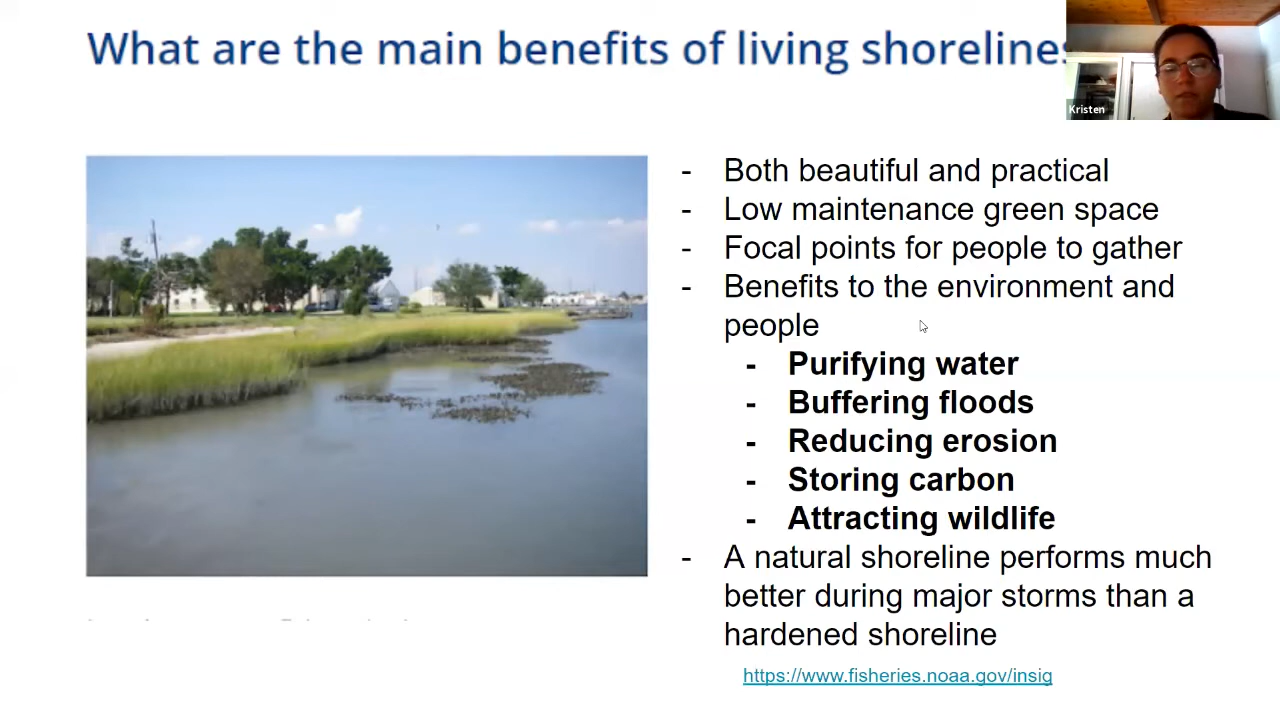 What are the main benefits of living shorelines
Kristen
- Both beautiful and practical
- Low maintenance green space
- Focal points for people to gather
- Benefits to the environment and
people
- Purifying water
- Buffering floods
- Reducing erosion
- Storing carbon
- Attracting wildlife
- A natural shoreline performs much
better during major storms than a
hardened shoreline
https://www.fisheries.noaa.gov/insig